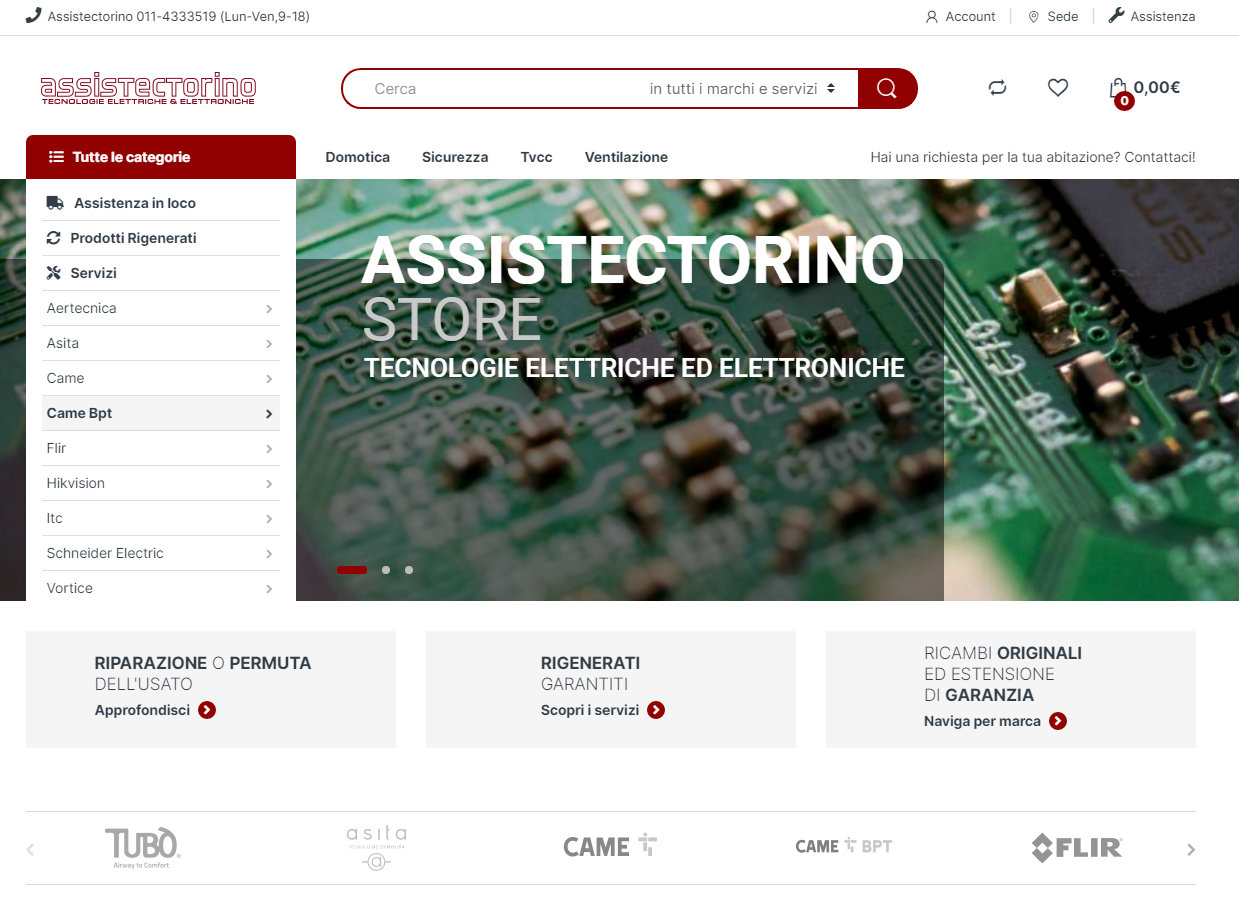 Assistectorino 011-4333519 (Lun-Ven,9-18)
Account
Sede
Assistenza
assistectorino
TECNOLOGIE ELETTRICHE & ELETTRONICHE
Cerca
in tutti i marchi e servizi
0
0,00€
Tutte le categorie
Domotica
Sicurezza
Tvcc
Ventilazione
Hai una richiesta per la tua abitazione? Contattaci!
Assistenza in loco
Prodotti Rigenerati
Servizi
Aertecnica
Asita
Came
Came Bpt
Flir
Hikvision
Itc
Schneider Electric
Vortice
ASSISTECTORINO
STORE
TECNOLOGIE ELETTRICHE ED ELETTRONICHE
RIPARAZIONE O PERMUTA
DELL'USATO
Approfondisci
RIGENERATI
GARANTITI
Scopri i servizi
RICAMBI ORIGINALI
ED ESTENSIONE
DI GARANZIA
Naviga per marca
TUBÒ
Airway to Comfort
asita
TECNOLOGIE DI MISURA
CAME
CAME BPT
FLIR